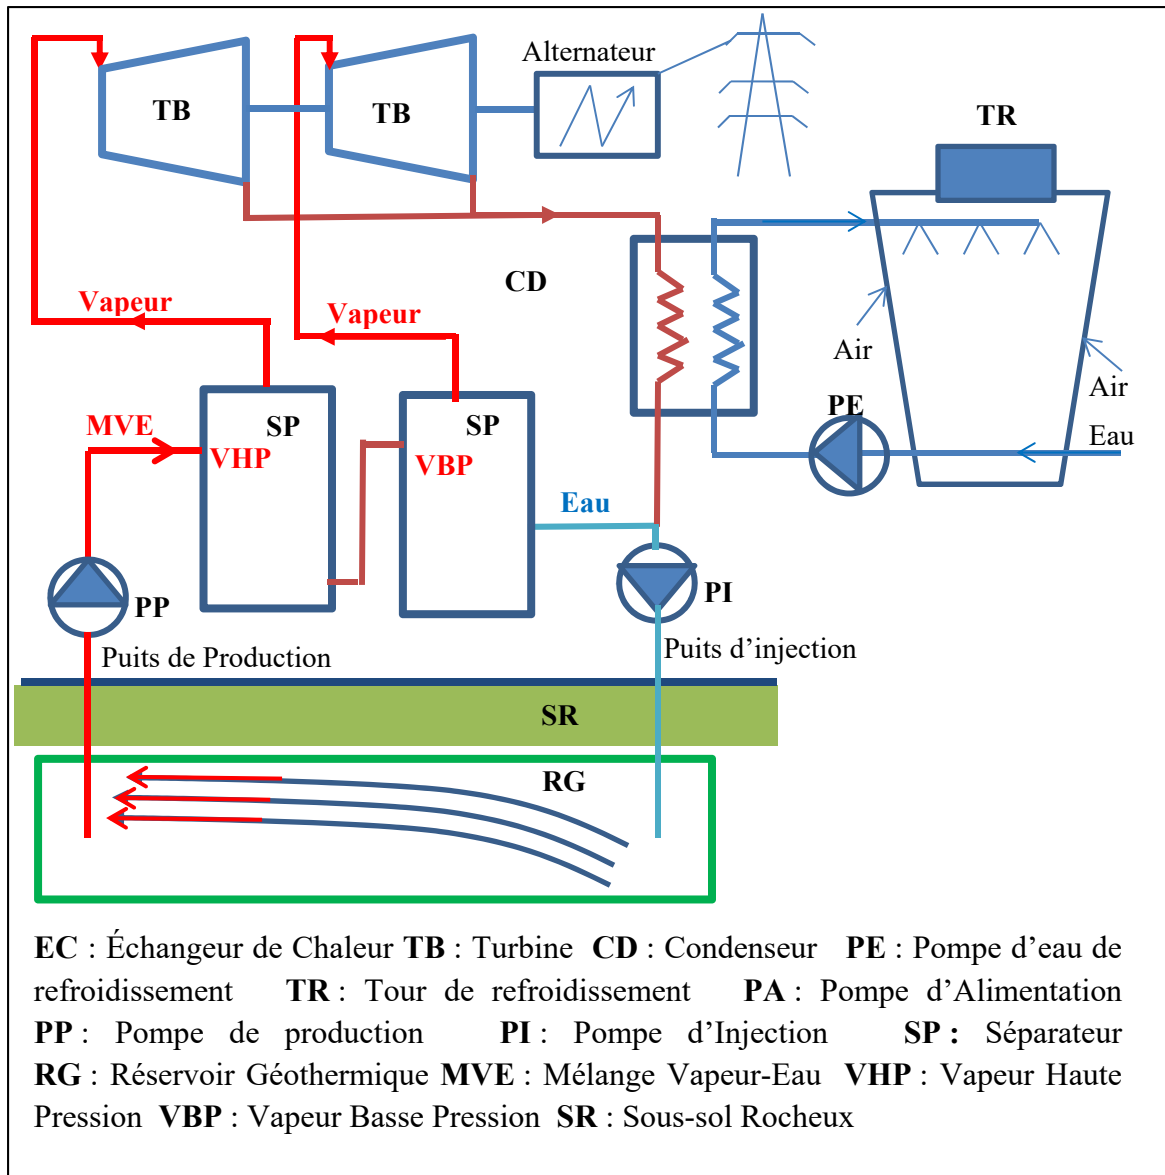 Alternateur
TB
TB
TR
CD
Vapeur
Vapeur
Air
Air
PE
Eau
MVE
SP
SP
VHP
VBP
Eau
PP
PI
Puits de Production
Puits d’injection
SR
RG
EC : Échangeur de Chaleur TB : Turbine CD : Condenseur PE : Pompe d’eau de
refroidissement TR : Tour de refroidissement PA : Pompe d’Alimentation
PP : Pompe de production PI : Pompe d’Injection SP : Séparateur
RG : Réservoir Géothermique MVE : Mélange Vapeur-Eau VHP : Vapeur Haute
Pression VBP : Vapeur Basse Pression SR : Sous-sol Rocheux